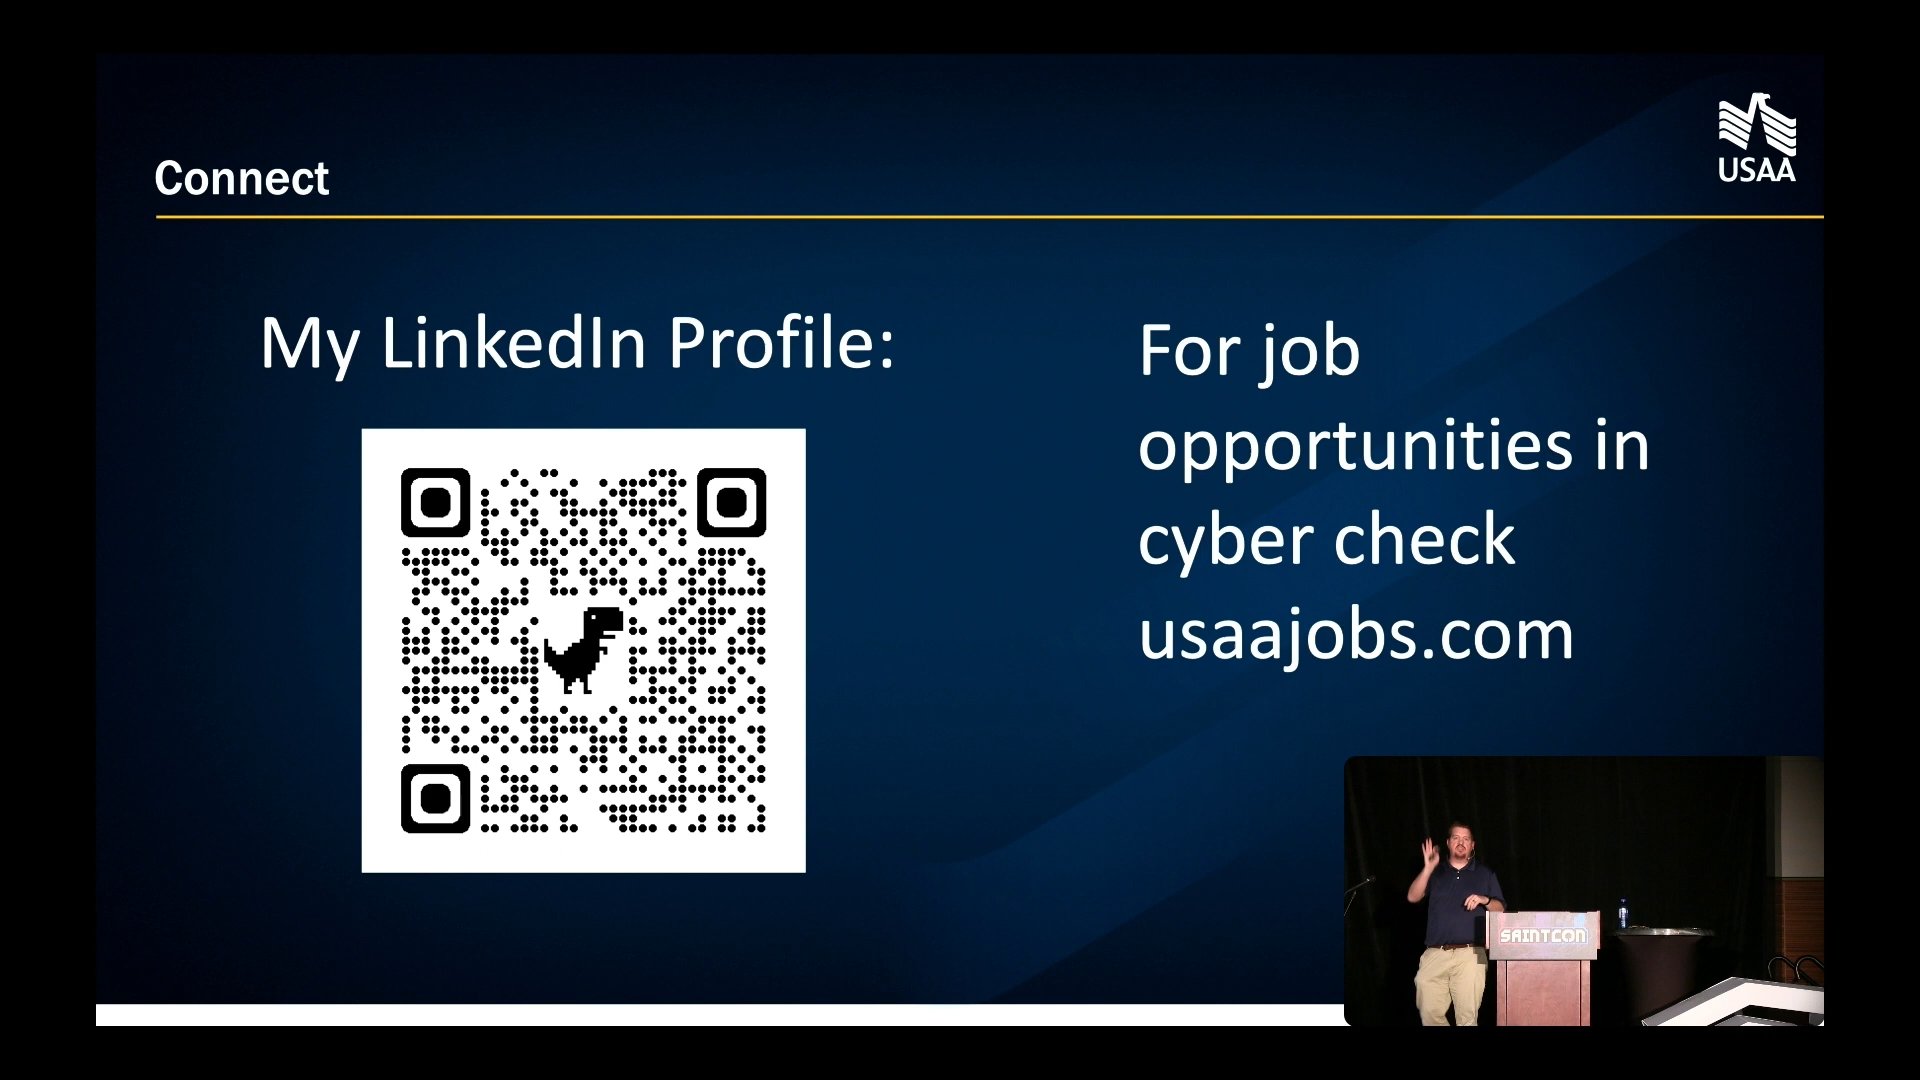 Connect
USAA
My LinkedIn Profile:
For job
opportunities in
cyber check
usaajobs.com
SAINTCON